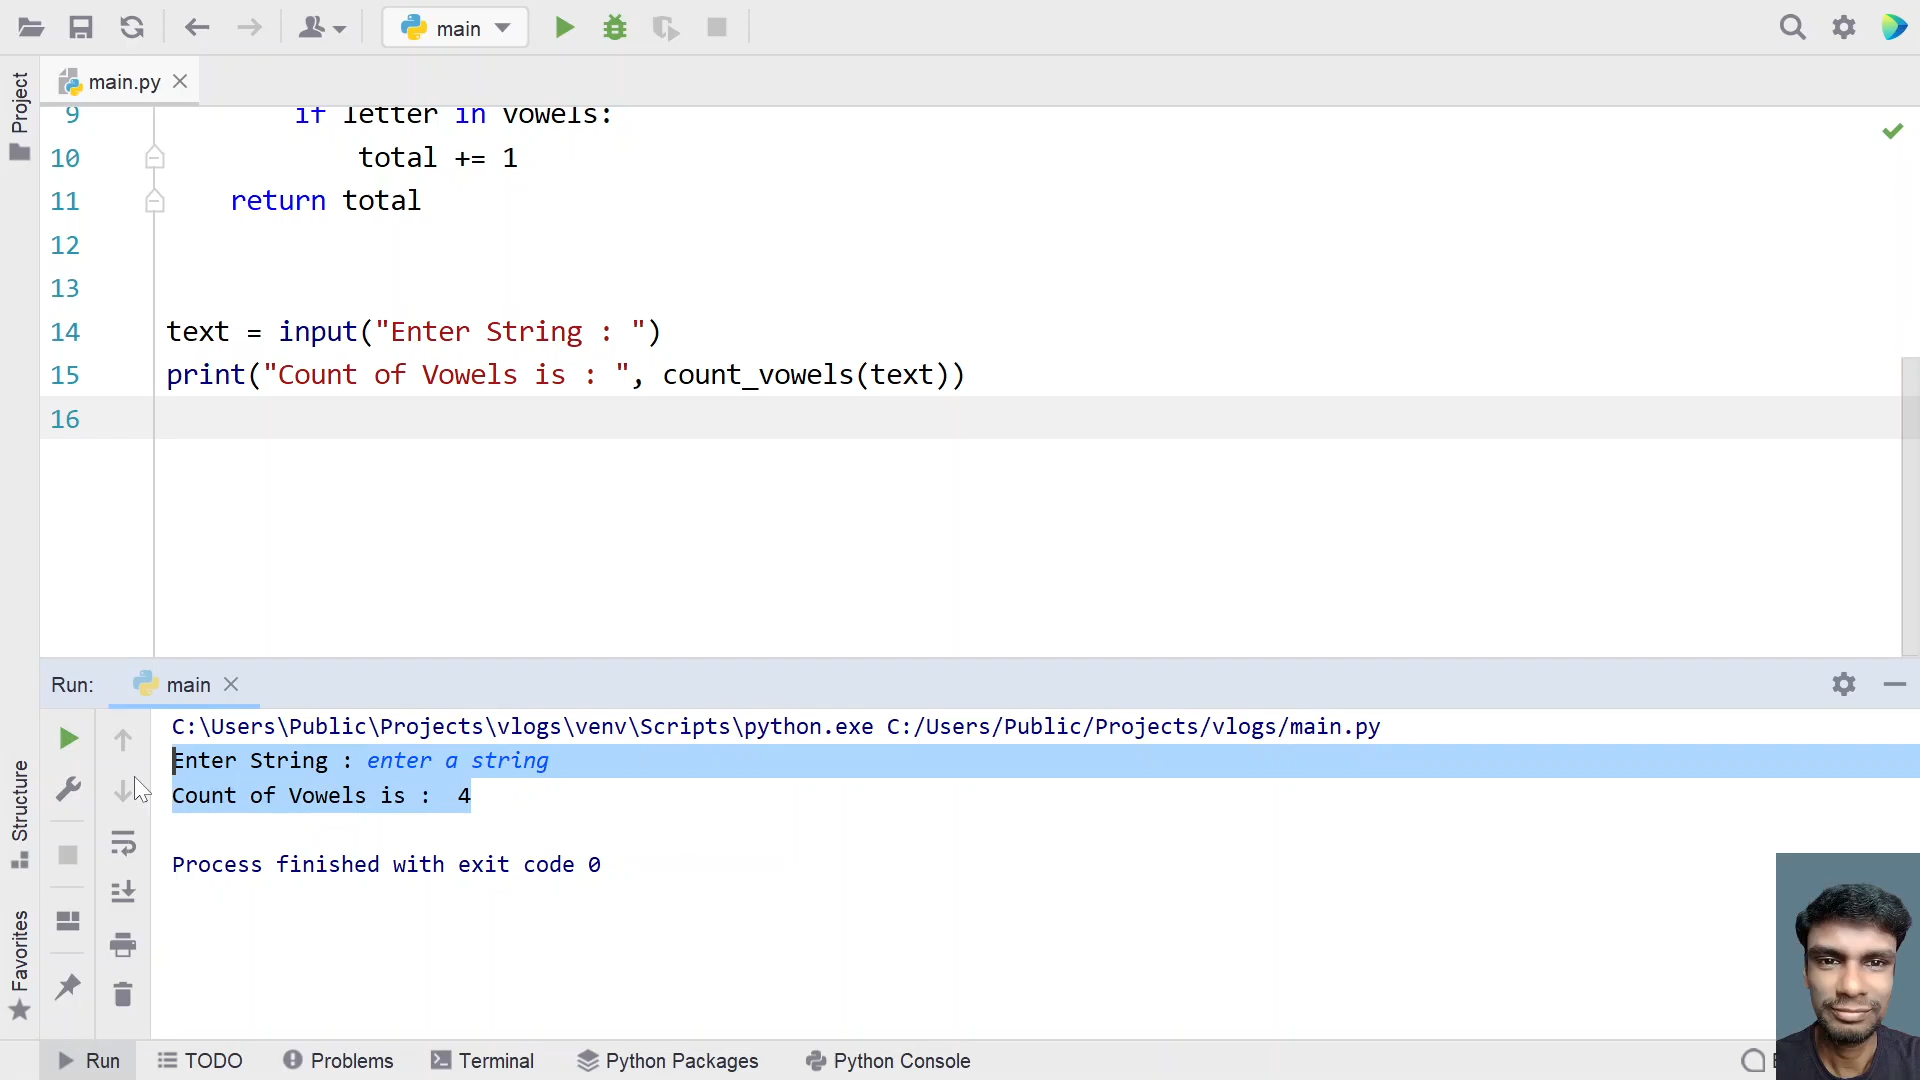 main
main.py
Project
9 if letter in vowels:
10 total += 1
11 return total
12
13
14 text = input("Enter String : ")
15 print("Count of Vowels is : ", count_vowels(text))
16
Run: main
C:\Users\Public\Projects\vlogs\venv\Scripts\python.exe C:/Users/Public/Projects/vlogs/main.py
Enter String : enter a string
Count of Vowels is :  4
Process finished with exit code 0
Structure
Favorites
Run TODO Problems Terminal Python Packages Python Console